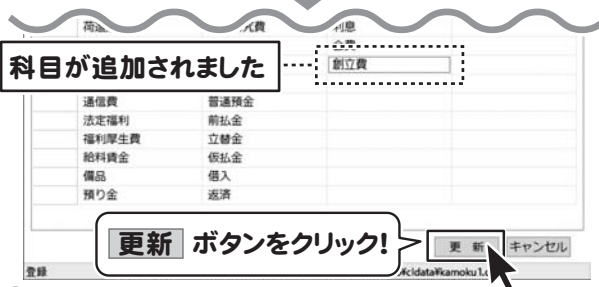 利息
科目が追加されました
創立費
通信費 普通預金
法定福利 前払金
福利厚生費 立替金
給料賃金 仮払金
備品 借入
預り金 返済
更新 ボタンをクリック!
更 新 キャンセル
登録 ¥cldata¥kamoku1.